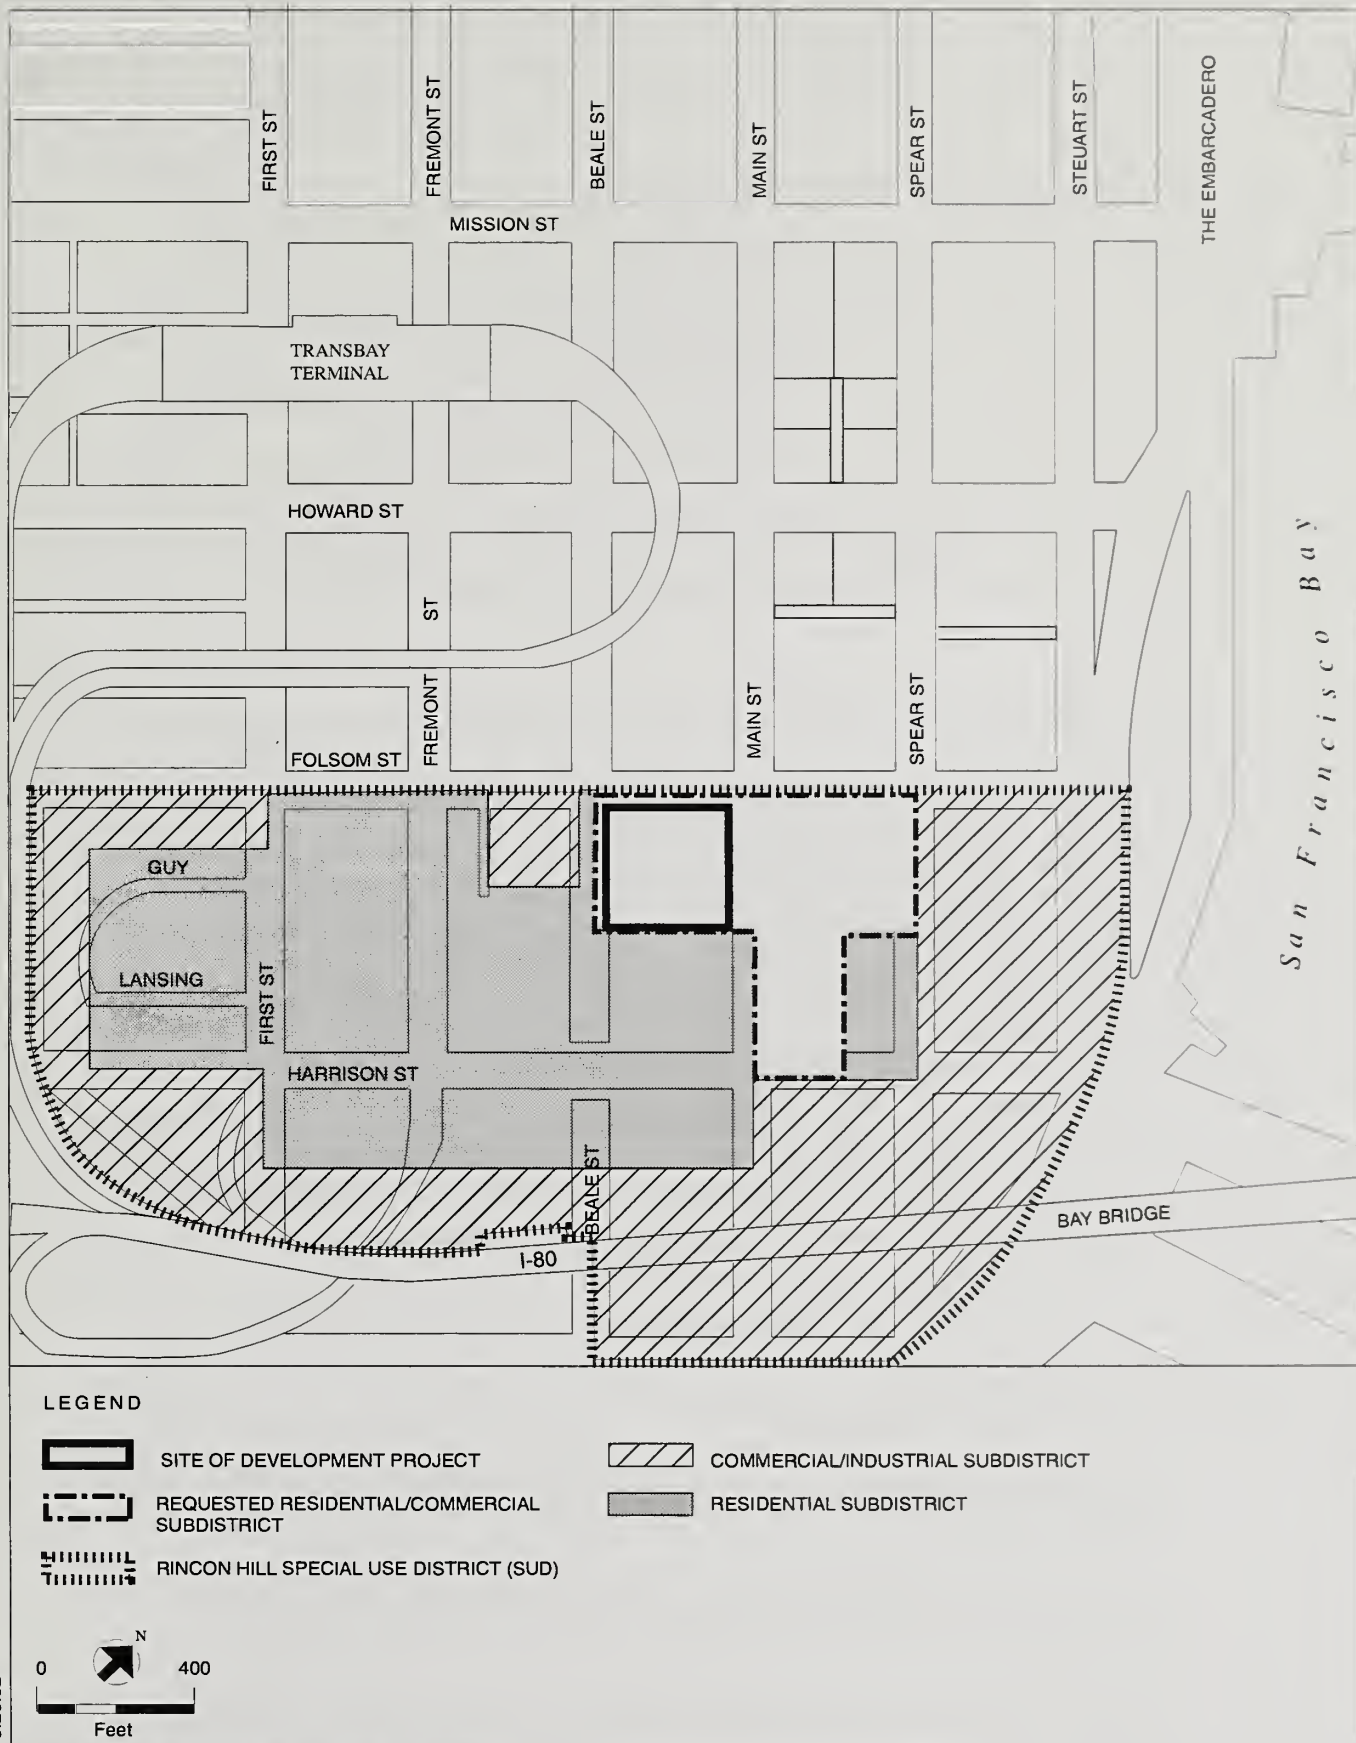 FIRST ST
FREMONT ST
BEALE ST
MAIN ST
SPEAR ST
STEUART ST
THE EMBARCADERO
MISSION ST
TRANSBAY
TERMINAL
HOWARD ST
San Francisco Bay
FREMONT ST
MAIN ST
SPEAR ST
FOLSOM ST
GUY
LANSING
FIRST ST
HARRISON ST
BEALE ST
BAY BRIDGE
I-80
LEGEND
SITE OF DEVELOPMENT PROJECT
COMMERCIAL/INDUSTRIAL SUBDISTRICT
REQUESTED RESIDENTIAL/COMMERCIAL
SUBDISTRICT
RESIDENTIAL SUBDISTRICT
RINCON HILL SPECIAL USE DISTRICT (SUD)
N
0 400
Feet